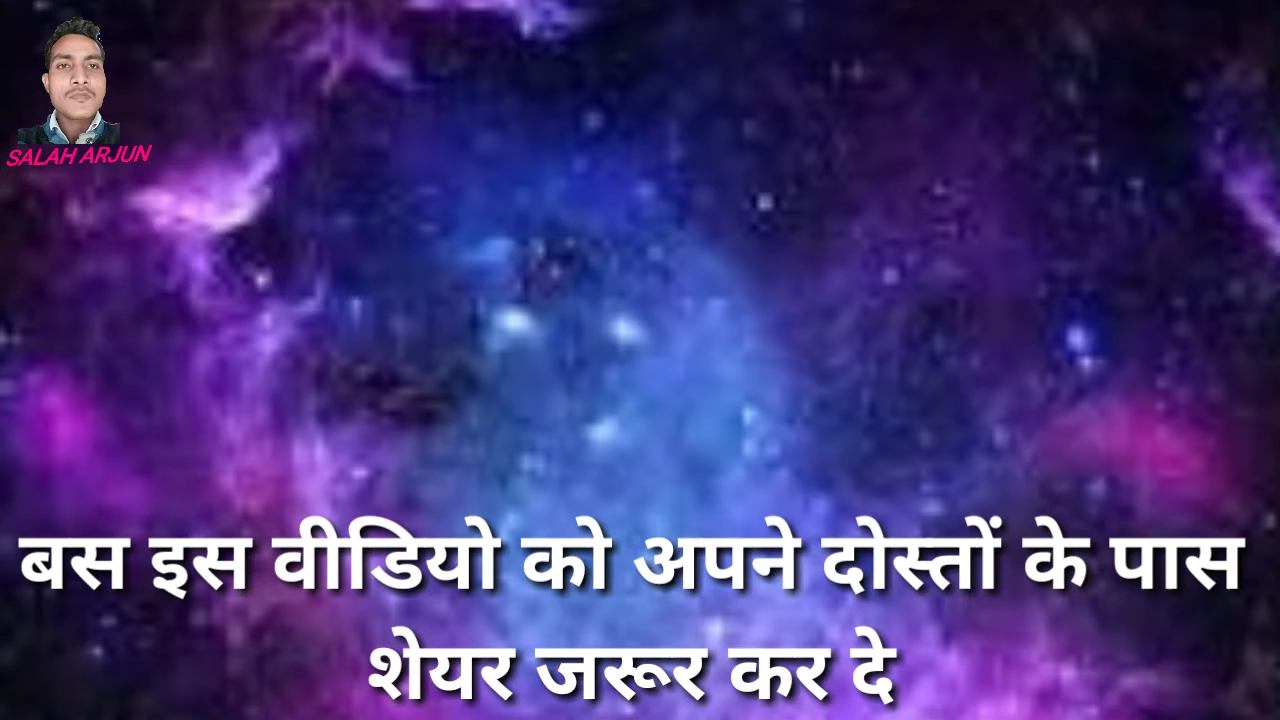 SALAH ARJUN
बस इस वीडियो को अपने दोस्तों के पास
शेयर जरूर कर दे